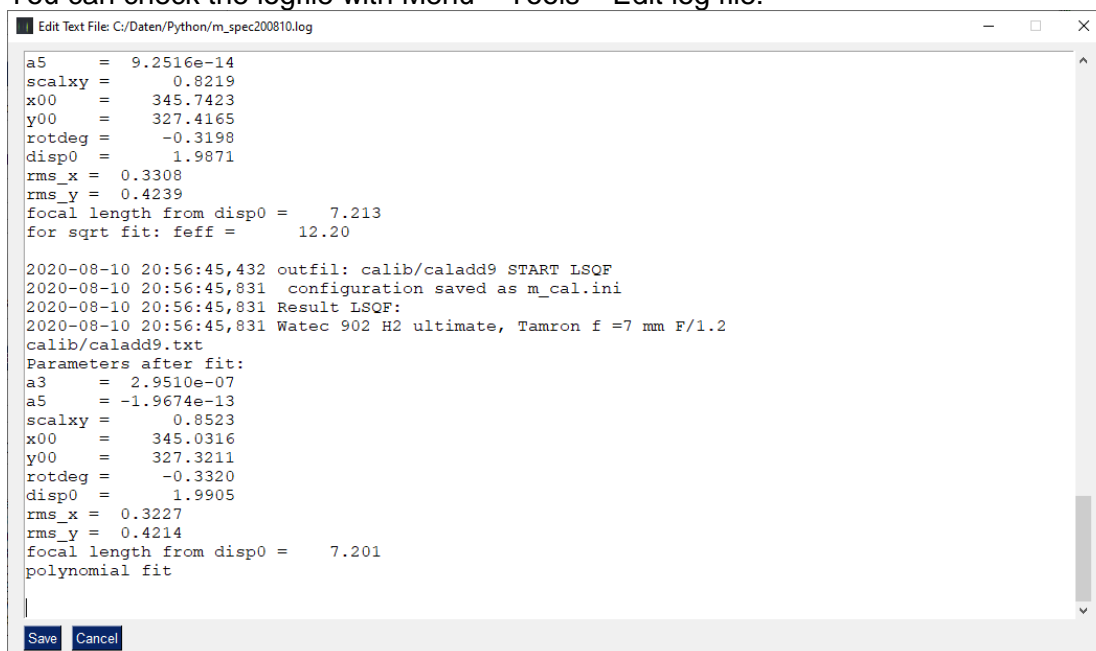 You can check the logfile with Menu – Tools – Edit log file:
Edit Text File: C:/Daten/Python/m_spec200810.log
a5      =  9.2516e-14
scalxy =      0.8219
x00     =    345.7423
y00     =    327.4165
rotdeg =     -0.3198
disp0  =      1.9871
rms_x =  0.3308
rms_y =  0.4239
focal length from disp0 =    7.213
for sqrt fit: feff =     12.20
2020-08-10 20:56:45,432 outfil: calib/caladd9 START LSQF
2020-08-10 20:56:45,831  configuration saved as m_cal.ini
2020-08-10 20:56:45,831 Result LSQF:
2020-08-10 20:56:45,831 Watec 902 H2 ultimate, Tamron f =7 mm F/1.2
calib/caladd9.txt
Parameters after fit:
a3      =  2.9510e-07
a5      = -1.9674e-13
scalxy =      0.8523
x00     =    345.0316
y00     =    327.3211
rotdeg =     -0.3320
disp0  =      1.9905
rms_x =  0.3227
rms_y =  0.4214
focal length from disp0 =    7.201
polynomial fit
Save Cancel